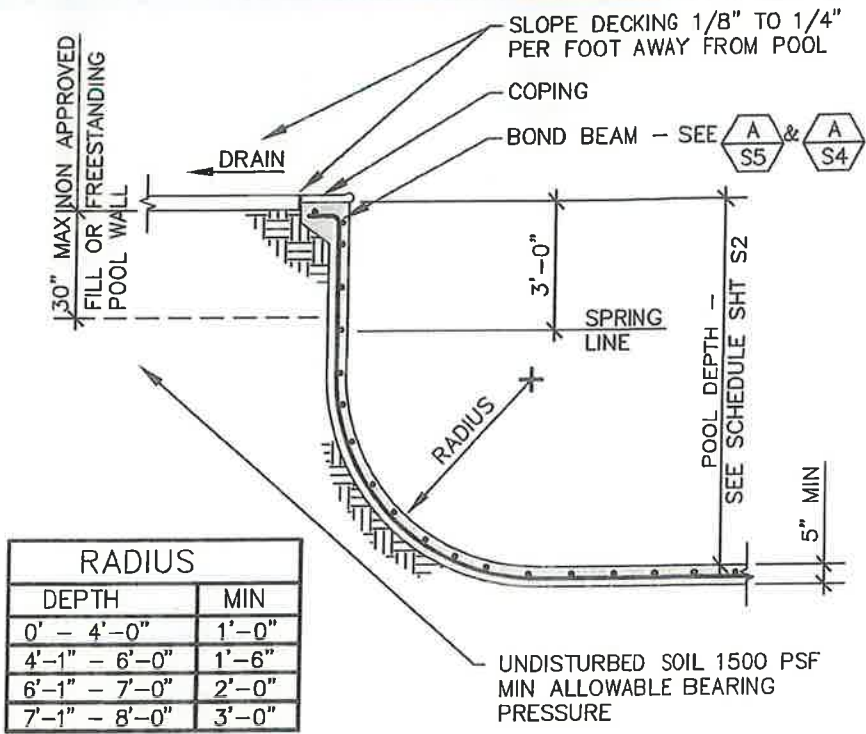 SLOPE DECKING 1/8" TO 1/4"
PER FOOT AWAY FROM POOL
COPING
BOND BEAM – SEE A/S5 & A/S4
DRAIN
30" MAX NON APPROVED
FILL OR FREESTANDING
POOL WALL
3'-0"
SPRING
LINE
RADIUS
POOL DEPTH –
SEE SCHEDULE SHT S2
5" MIN
RADIUS
DEPTH MIN
0' – 4'-0" 1'-0"
4'-1" – 6'-0" 1'-6"
6'-1" – 7'-0" 2'-0"
7'-1" – 8'-0" 3'-0"
UNDISTURBED SOIL 1500 PSF
MIN ALLOWABLE BEARING
PRESSURE